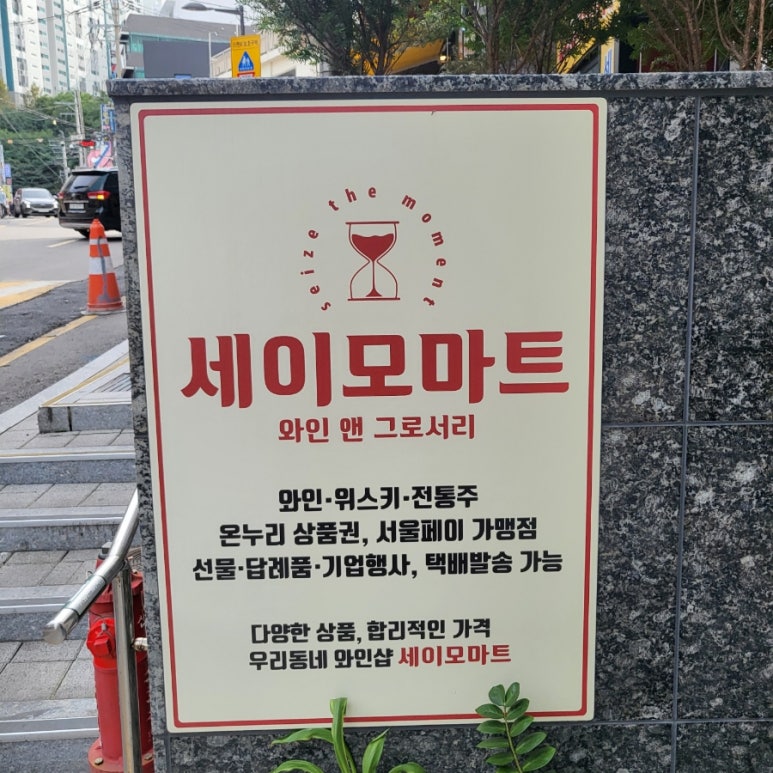 seize the moment
세이모마트
와인 앤 그로서리
와인·위스키·전통주
온누리 상품권, 서울페이 가맹점
선물·답례품·기업행사, 택배발송 가능
다양한 상품, 합리적인 가격
우리동네 와인샵 세이모마트